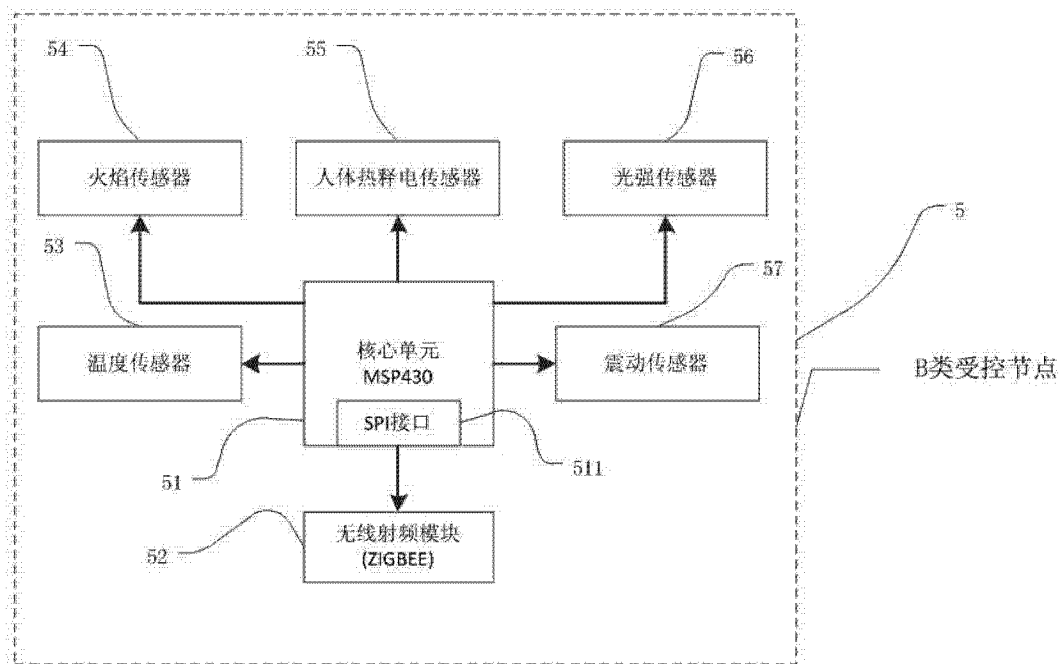 54
55
56
火焰传感器
人体热释电传感器
光强传感器
5
53
57
温度传感器
核心单元
MSP430
震动传感器
B类受控节点
SPI接口
51
511
52
无线射频模块
(ZIGBEE)